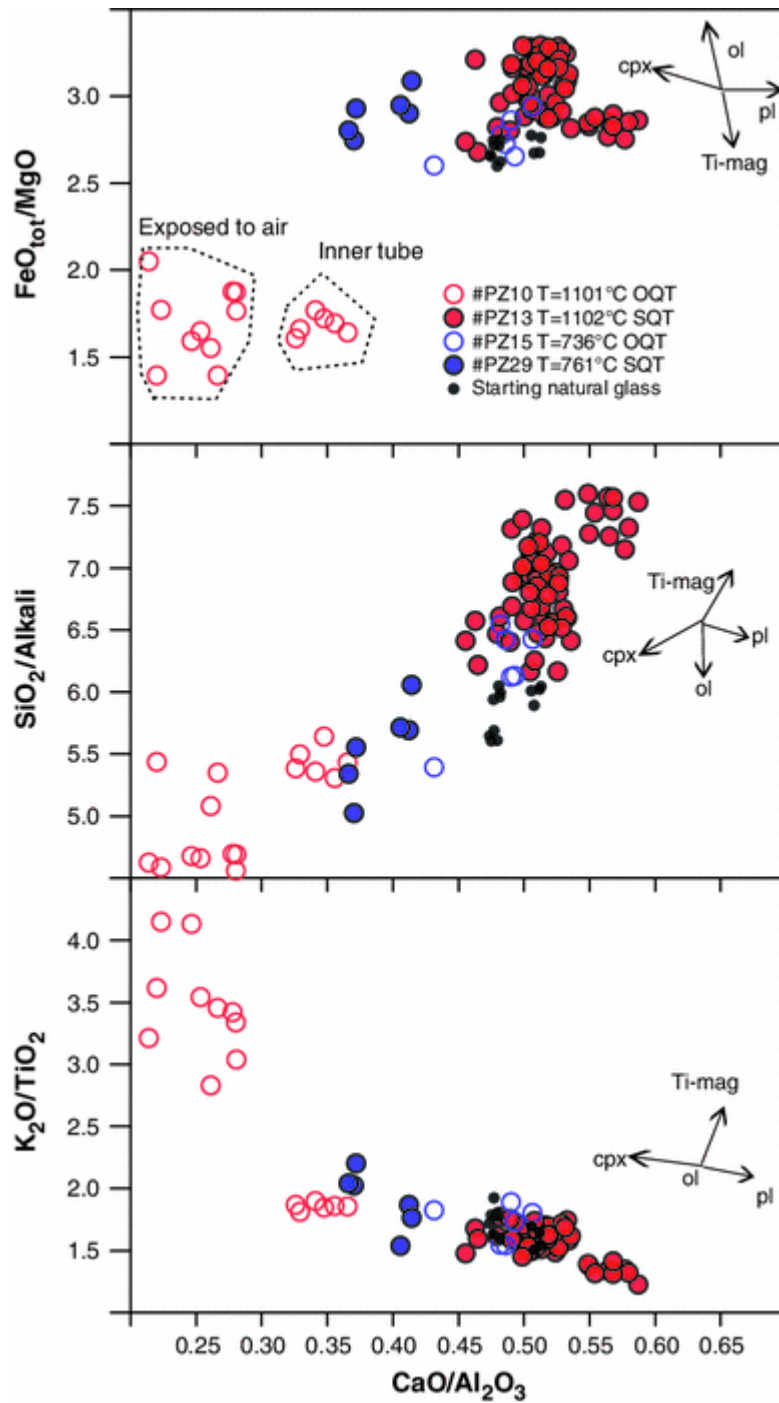 3.0
2.5
2.0
1.5
FeOtot/MgO
cpx
ol
pl
Ti-mag
Exposed to air
Inner tube
#PZ10 T=1101°C OQT
#PZ13 T=1102°C SQT
#PZ15 T=736°C OQT
#PZ29 T=761°C SQT
Starting natural glass
7.5
7.0
6.5
6.0
5.5
5.0
SiO2/Alkali
Ti-mag
cpx
pl
ol
4.0
3.5
3.0
2.5
2.0
1.5
K2O/TiO2
Ti-mag
cpx
ol
pl
0.25 0.30 0.35 0.40 0.45 0.50 0.55 0.60 0.65
CaO/Al2O3